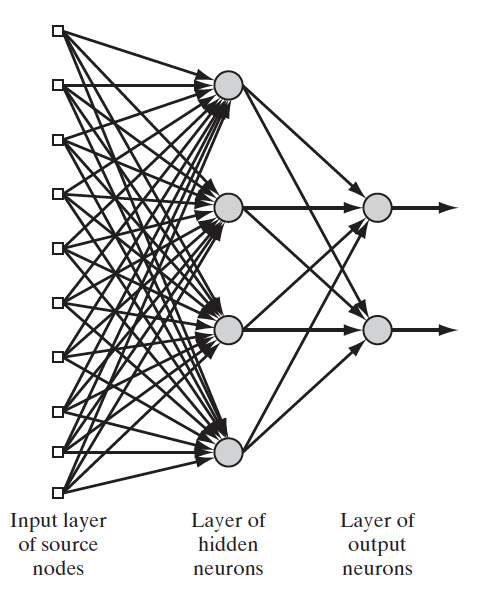 Input layer
of source
nodes
Layer of
hidden
neurons
Layer of
output
neurons